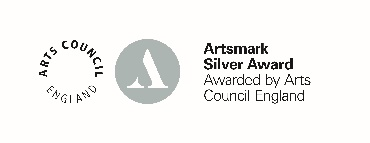 ARTS COUNCIL
ENGLAND
Artsmark
Silver Award
Awarded by Arts
Council England